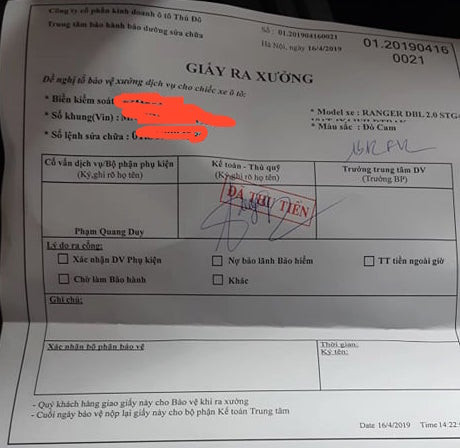 Công ty cổ phần kinh doanh ô tô Thủ Đô
Trung tâm bảo hành bảo dưỡng sửa chữa
Số : 01.201904160021
Hà Nội, ngày 16/4/2019
01.20190416
0021
GIẤY RA XƯỞNG
Đề nghị tổ bảo vệ xưởng dịch vụ cho chiếc xe ô tô:
* Biển kiểm soát
* Số khung(Vin) :
* Số lệnh sửa chữa :
* Model xe : RANGER DBL 2.0 STG
* Màu sắc : Đỏ Cam
Cố vấn dịch vụ/Bộ phận phụ kiện
(Ký,ghi rõ họ tên)
Kế toán - Thủ quỹ
(Ký,ghi rõ họ tên)
Trưởng trung tâm DV
(Trưởng BP)
ĐÃ THU TIỀN
Phạm Quang Duy
Lý do ra cổng:
Xác nhận DV Phụ kiện
Nợ bảo lãnh Bảo hiểm
TT tiền ngoài giờ
Chờ làm Bảo hành
Khác
Ghi chú:
Xác nhận bộ phận bảo vệ
Thời gian:
Ký tên:
- Quý khách hàng giao giấy này cho Bảo vệ khi ra xưởng
- Cuối ngày bảo vệ nộp lại giấy này cho bộ phận Kế toán Trung tâm
Date 16/4/2019 Time 14:22: